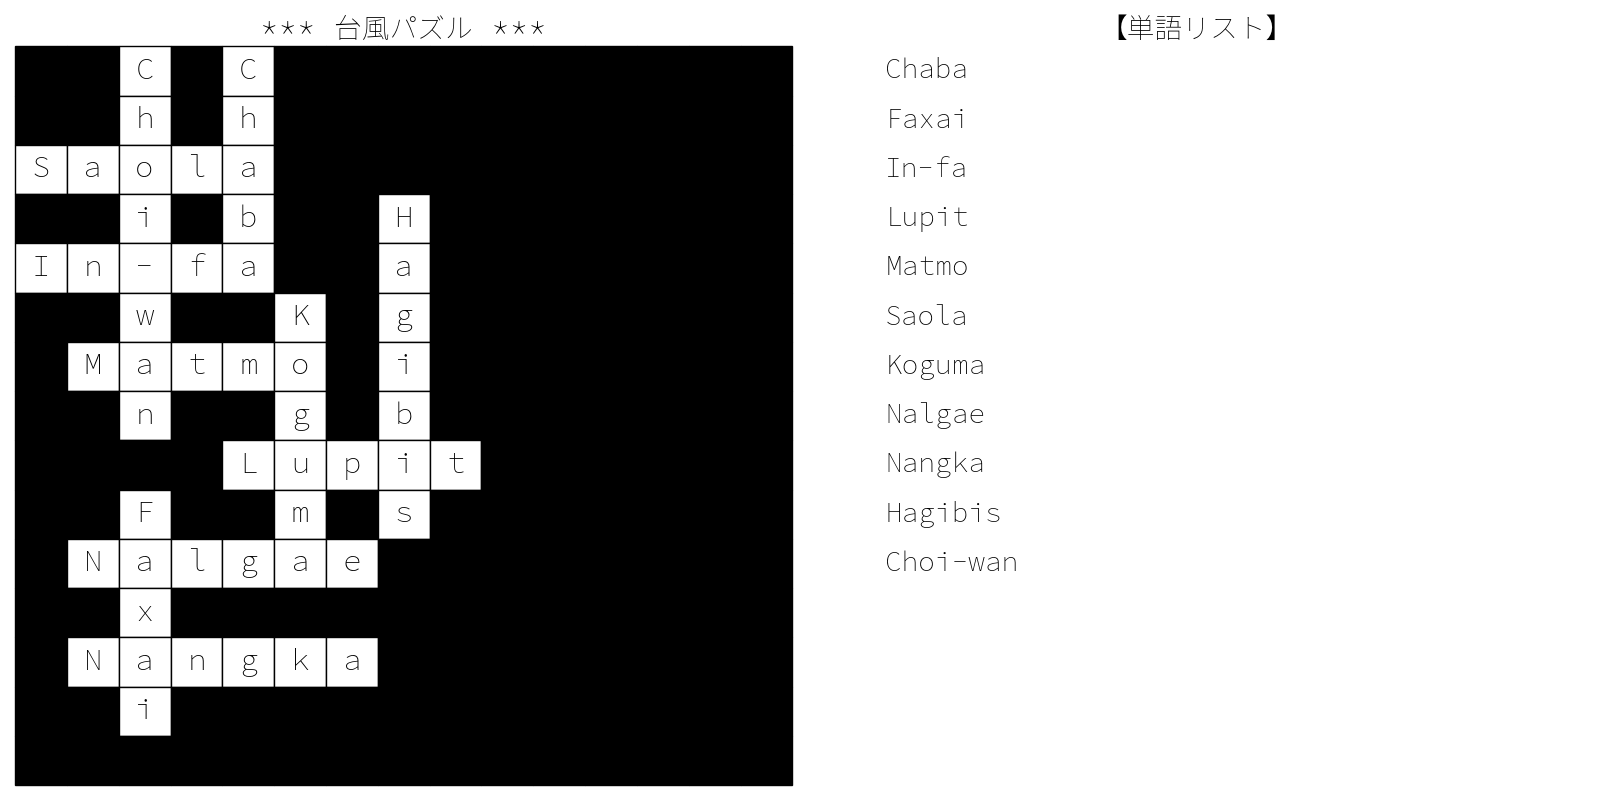 *** 台風パズル ***
【単語リスト】
C C
h h
S a o l a
i b H
I n - f a a
w K g
M a t m o i
n g b
L u p i t
F m s
N a l g a e
x
N a n g k a
i
Chaba
Faxai
In-fa
Lupit
Matmo
Saola
Koguma
Nalgae
Nangka
Hagibis
Choi-wan